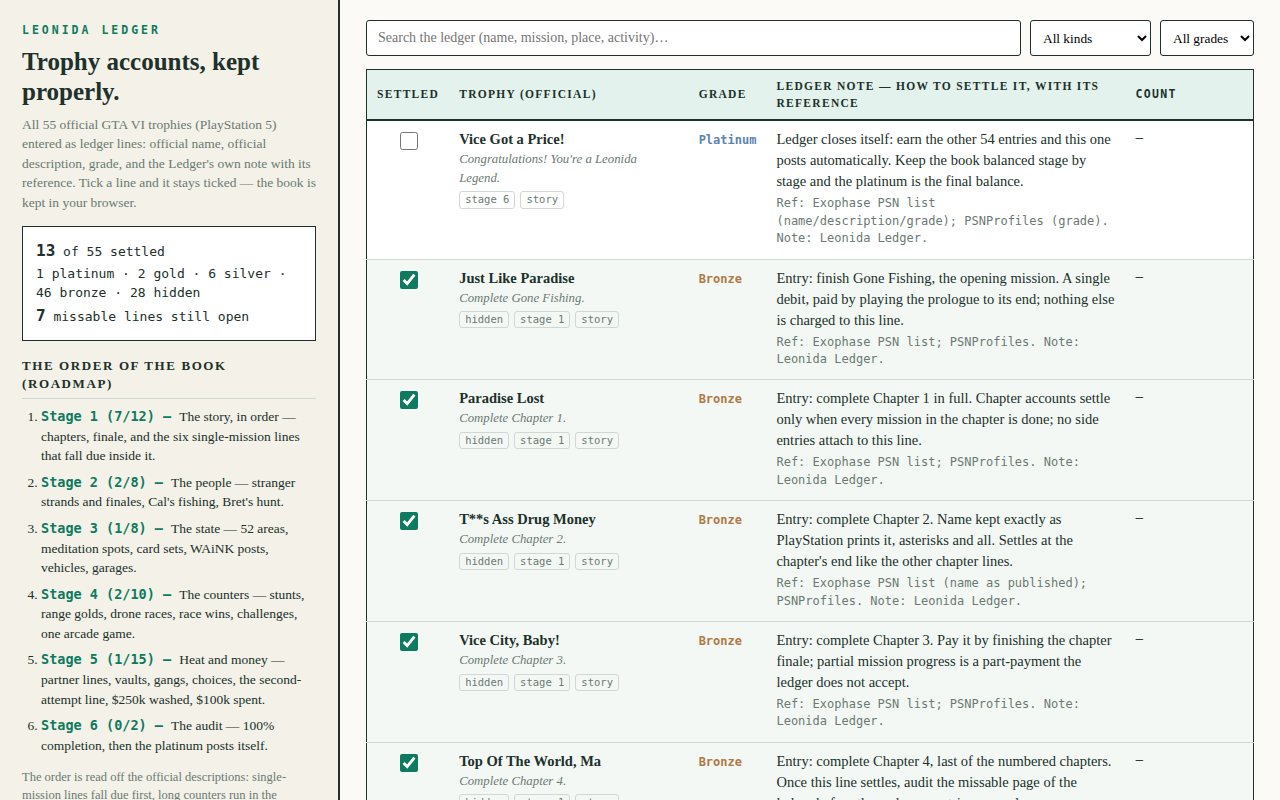 LEONIDA LEDGER
Trophy accounts, kept
properly.
All 55 official GTA VI trophies (PlayStation 5)
entered as ledger lines: official name, official
description, grade, and the Ledger's own note with its
reference. Tick a line and it stays ticked — the book is
kept in your browser.
13 of 55 settled
1 platinum · 2 gold · 6 silver ·
46 bronze · 28 hidden
7 missable lines still open
THE ORDER OF THE BOOK
(ROADMAP)
1. Stage 1 (7/12) — The story, in order —
chapters, finale, and the six single-mission lines
that fall due inside it.
2. Stage 2 (2/8) — The people — stranger
strands and finales, Cal's fishing, Bret's hunt.
3. Stage 3 (1/8) — The state — 52 areas,
meditation spots, card sets, WAiNK posts,
vehicles, garages.
4. Stage 4 (2/10) — The counters — stunts,
range golds, drone races, race wins, challenges,
one arcade game.
5. Stage 5 (1/15) — Heat and money —
partner lines, vaults, gangs, choices, the second-
attempt line, $250k washed, $100k spent.
6. Stage 6 (0/2) — The audit — 100%
completion, then the platinum posts itself.
The order is read off the official descriptions: single-
mission lines fall due first, long counters run in the
Search the ledger (name, mission, place, activity)…
All kinds
All grades
SETTLED TROPHY (OFFICIAL) GRADE LEDGER NOTE — HOW TO SETTLE IT, WITH ITS
REFERENCE COUNT
Vice Got a Price!
Congratulations! You're a Leonida
Legend.
stage 6 story
Platinum
Ledger closes itself: earn the other 54 entries and this one
posts automatically. Keep the book balanced stage by
stage and the platinum is the final balance.
Ref: Exophase PSN list
(name/description/grade); PSNProfiles (grade).
Note: Leonida Ledger.
—
Just Like Paradise
Complete Gone Fishing.
hidden stage 1 story
Bronze
Entry: finish Gone Fishing, the opening mission. A single
debit, paid by playing the prologue to its end; nothing else
is charged to this line.
Ref: Exophase PSN list; PSNProfiles. Note:
Leonida Ledger.
—
Paradise Lost
Complete Chapter 1.
hidden stage 1 story
Bronze
Entry: complete Chapter 1 in full. Chapter accounts settle
only when every mission in the chapter is done; no side
entries attach to this line.
Ref: Exophase PSN list; PSNProfiles. Note:
Leonida Ledger.
—
T**s Ass Drug Money
Complete Chapter 2.
hidden stage 1 story
Bronze
Entry: complete Chapter 2. Name kept exactly as
PlayStation prints it, asterisks and all. Settles at the
chapter's end like the other chapter lines.
Ref: Exophase PSN list (name as published);
PSNProfiles. Note: Leonida Ledger.
—
Vice City, Baby!
Complete Chapter 3.
hidden stage 1 story
Bronze
Entry: complete Chapter 3. Pay it by finishing the chapter
finale; partial mission progress is a part-payment the
ledger does not accept.
Ref: Exophase PSN list; PSNProfiles. Note:
Leonida Ledger.
—
Top Of The World, Ma
Complete Chapter 4.
Bronze
Entry: complete Chapter 4, last of the numbered chapters.
Once this line settles, audit the missable page of the
—